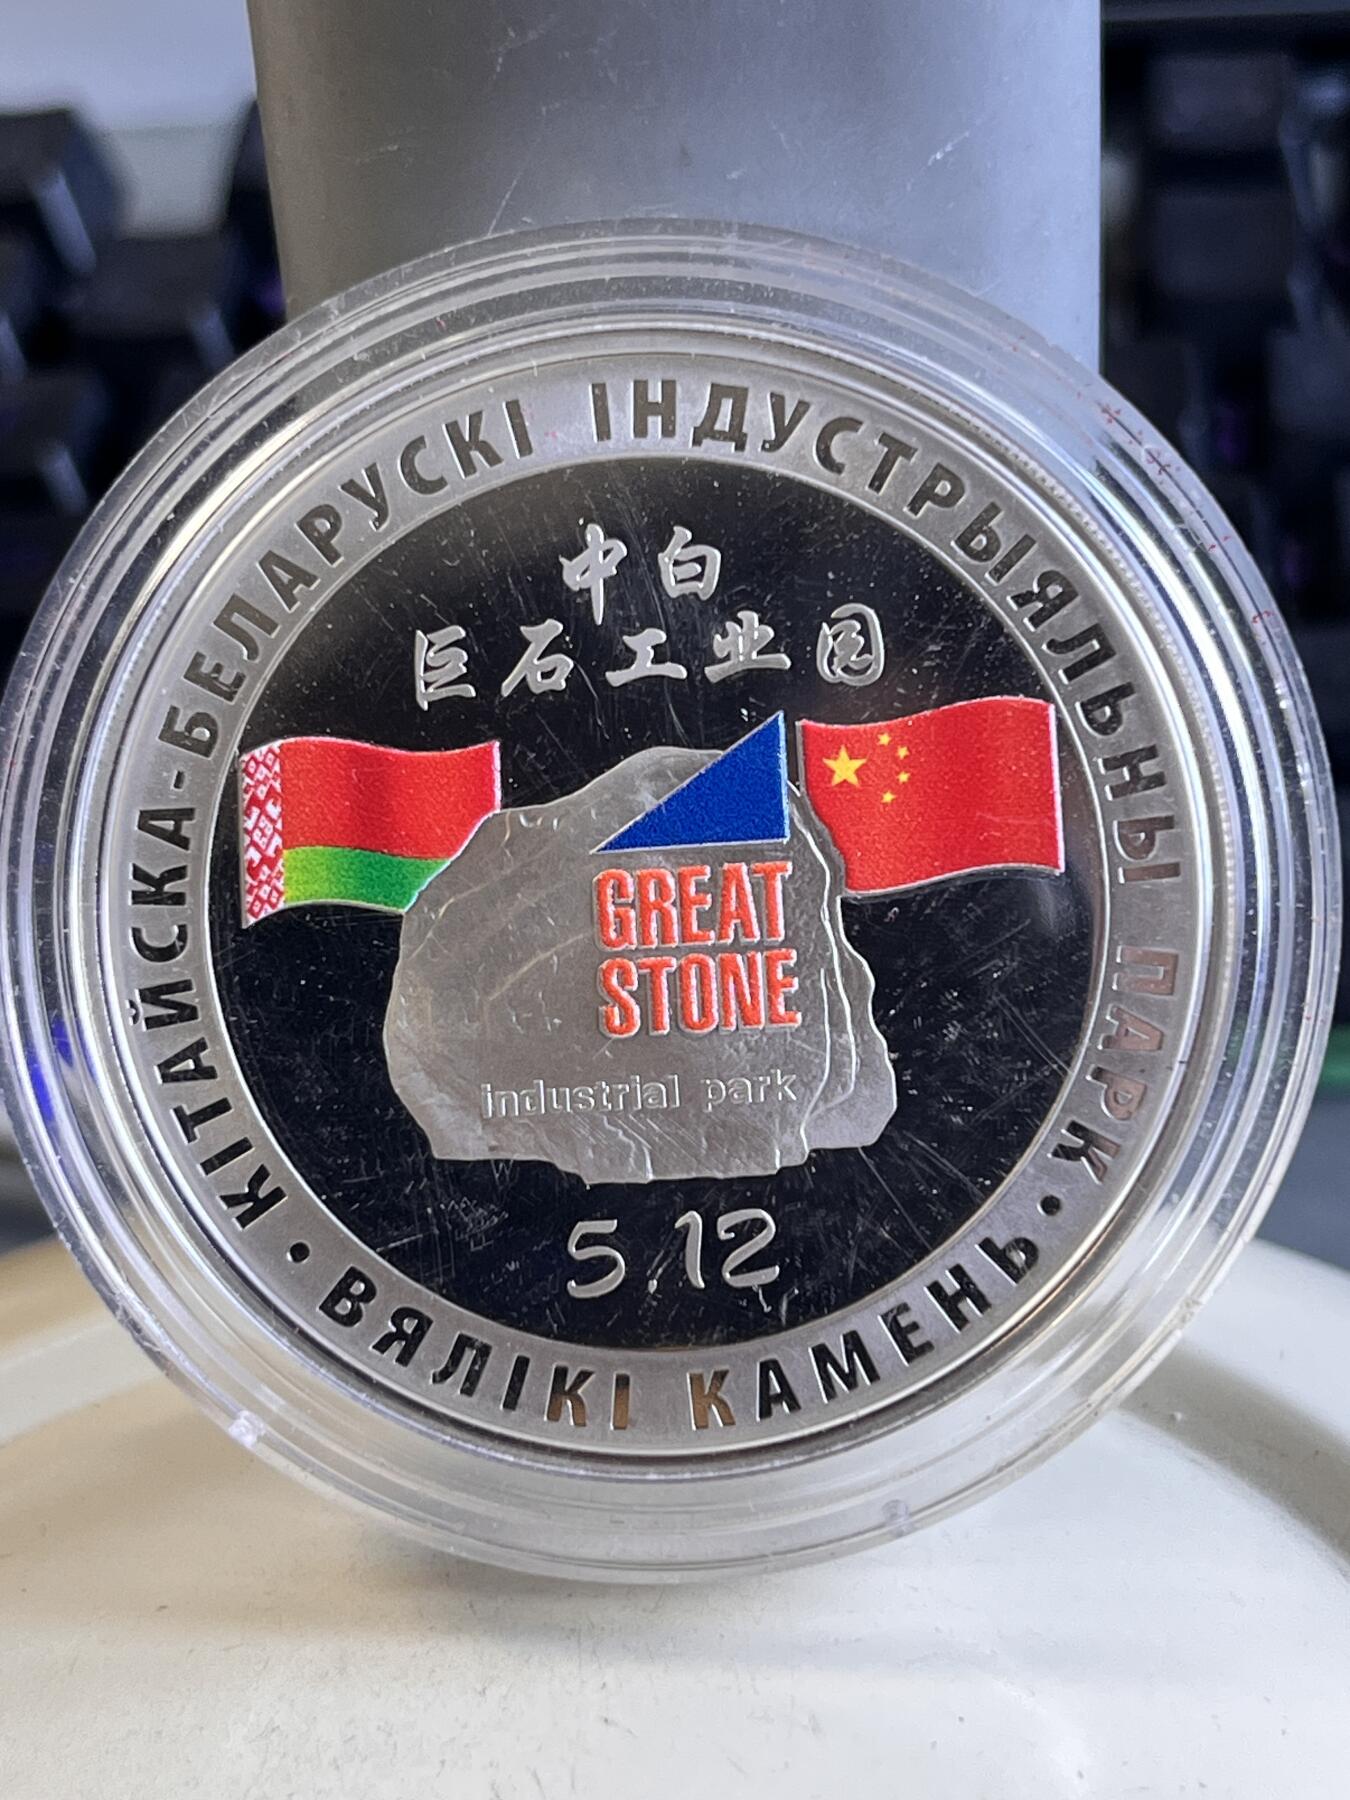 КІТАЙСКА-БЕЛАРУСКІ ІНДУСТРЫЯЛЬНЫ ПАРК
中白
巨石工业园
GREAT
STONE
industrial park
5.12
• ВЯЛІКІ КАМЕНЬ •